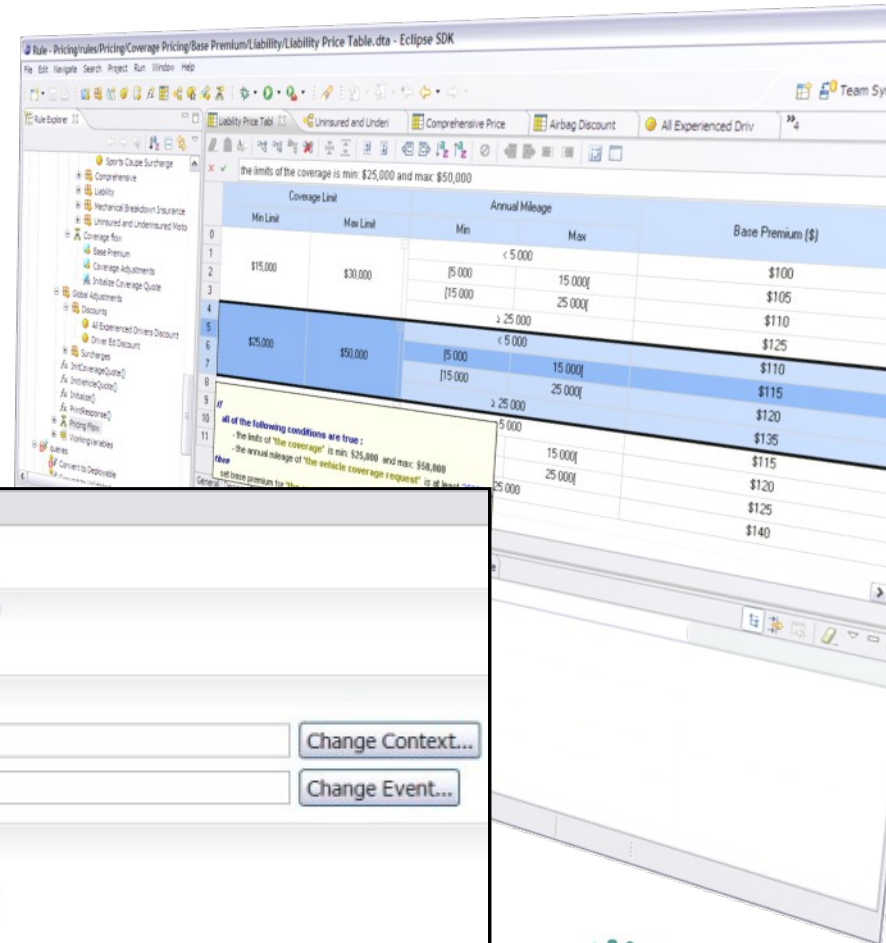 Rule - Pricing/rules/Pricing/Coverage Pricing/Base Premium/Liability/Liability Price Table.dta - Eclipse SDK
File Edit Navigate Search Project Run Window Help
Team Sy
Rule Explorer
Liability Price Tabl
Uninsured and Underi
Comprehensive Price
Airbag Discount
All Experienced Driv
4
the limits of the coverage is min: $25,000 and max: $50,000
Sports Coupe Surcharge
Comprehensive
Liability
Mechanical Breakdown Insurance
Uninsured and Underinsured Moto
Coverage flow
Base Premium
Coverage Adjustments
Initialize Coverage Quote
Global Adjustments
Discounts
All Experienced Drivers Discount
Driver Ed Discount
Surcharges
InitCoverageQuote()
InitVehicleQuote()
Initialize()
PrintResponse()
Pricing Flow
WorkingVariables
queries
Convert to Deployable
Coverage Limit
Annual Mileage
Base Premium ($)
Min Limit
Max Limit
Min
Max
0
1 < 5 000 $100
2 $15,000 $30,000 [5 000 15 000[ $105
3 [15 000 25 000[ $110
4 ≥ 25 000 $125
5 < 5 000 $110
6 $25,000 $50,000 [5 000 15 000[ $115
7 [15 000 25 000[ $120
8 ≥ 25 000 $135
9 5 000 $115
10 15 000[ $120
11 25 000[ $125
25 000 $140
if
all of the following conditions are true :
- the limits of 'the coverage' is min: $25,000 and max: $50,000
- the annual mileage of 'the vehicle coverage request' is at least
then
set base premium for
General
Change Context...
Change Event...